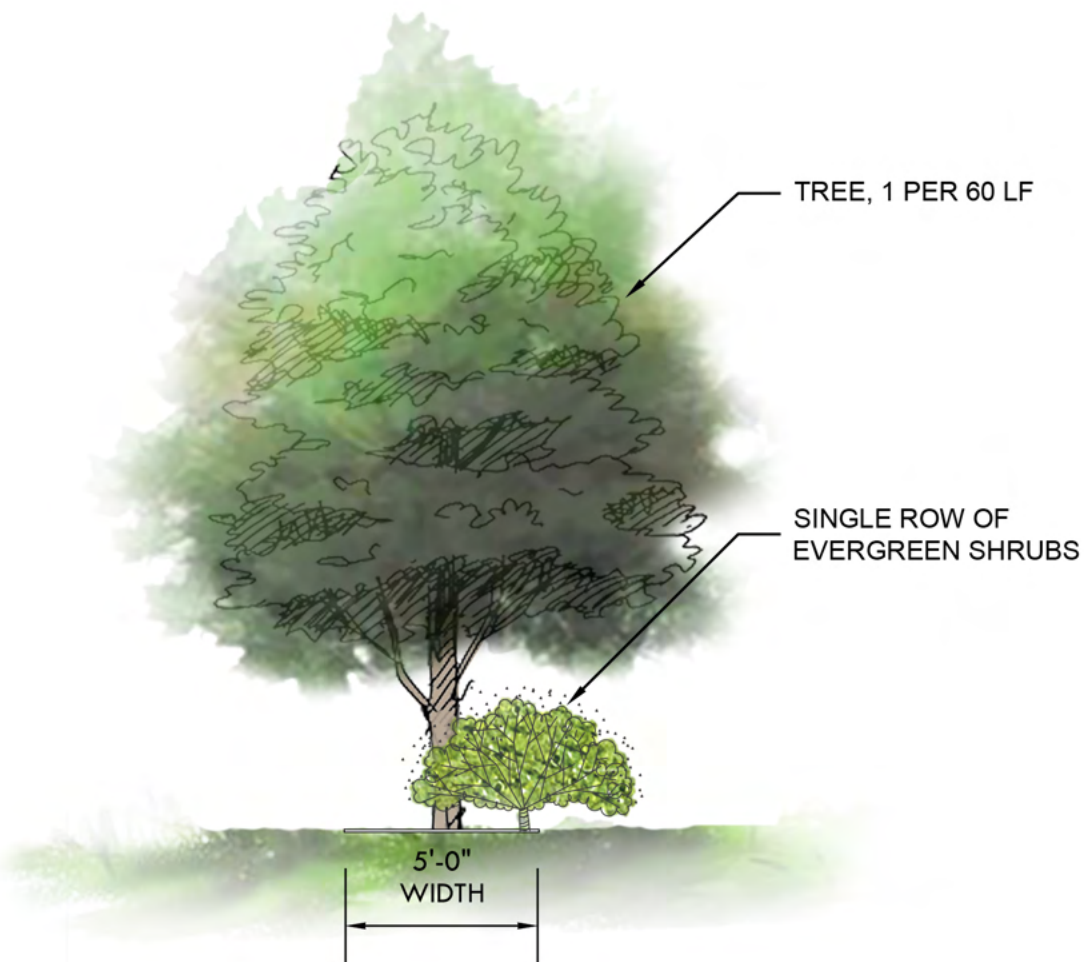 TREE, 1 PER 60 LF
SINGLE ROW OF
EVERGREEN SHRUBS
5'-0"
WIDTH